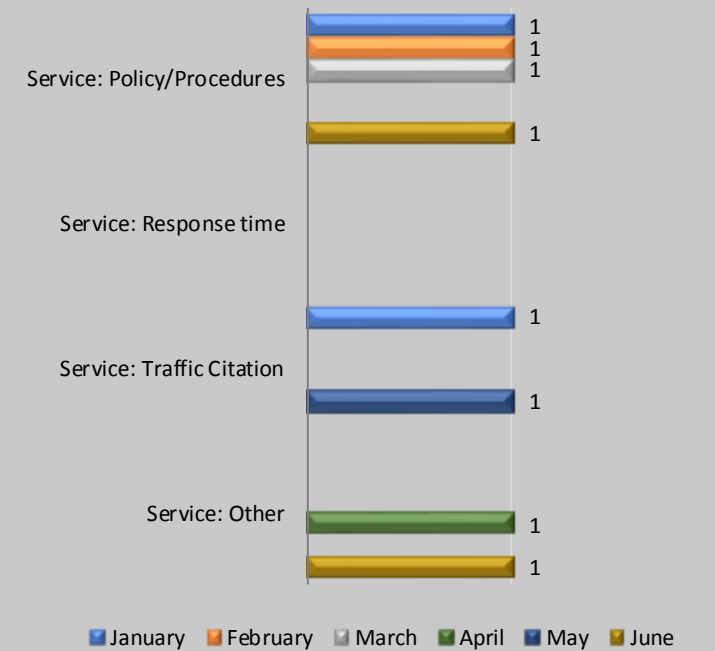 1
1
Service: Policy/Procedures 1
1
Service: Response time
1
Service: Traffic Citation
1
Service: Other 1
1
January February March April May June